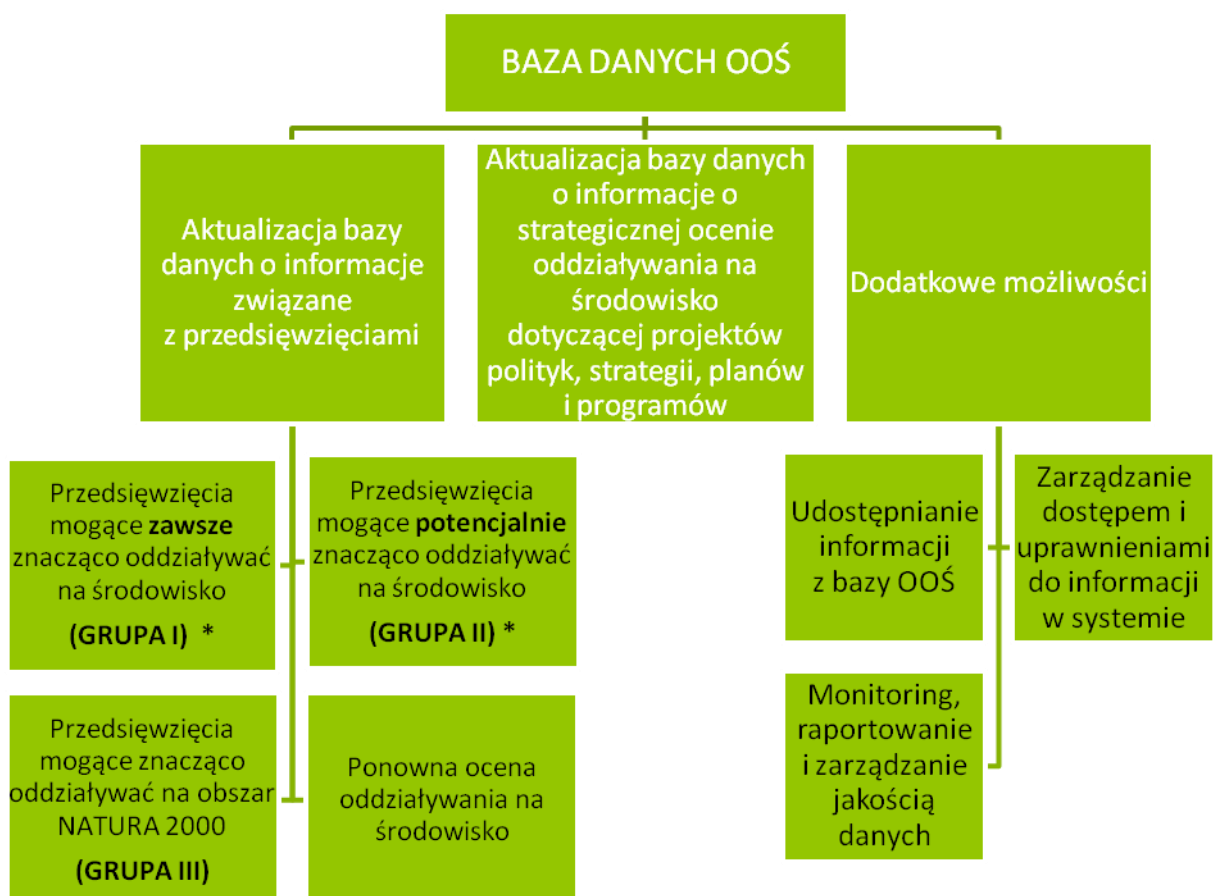 BAZA DANYCH OOŚ
Aktualizacja bazy
danych o informacje
związane
z przedsięwzięciami
Aktualizacja bazy danych
o informacje o
strategicznej ocenie
oddziaływania na
środowisko
dotyczącej projektów
polityk, strategii, planów
i programów
Dodatkowe możliwości
Przedsięwzięcia
mogące zawsze
znacząco oddziaływać
na środowisko
(GRUPA I) *
Przedsięwzięcia
mogące potencjalnie
znacząco oddziaływać
na środowisko
(GRUPA II) *
Udostępnianie
informacji
z bazy OOŚ
Zarządzanie
dostępem i
uprawnieniami
do informacji
w systemie
Przedsięwzięcia
mogące znacząco
oddziaływać na obszar
NATURA 2000
(GRUPA III)
Ponowna ocena
oddziaływania na
środowisko
Monitoring,
raportowanie
i zarządzanie
jakością
danych